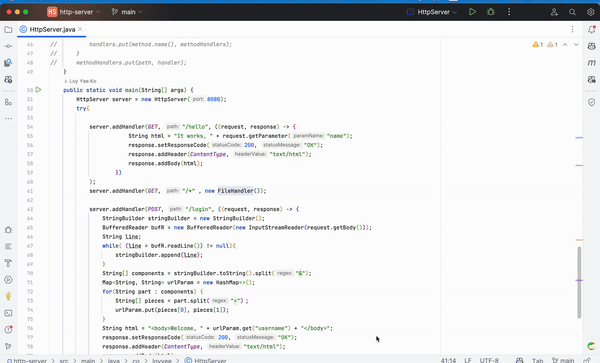 HS http-server main HttpServer
HttpServer.java
46 // handlers.put(method.name(), methodHandlers);
47 // }
48 // methodHandlers.put(path, handler);
49 }
Loy Yee Ko
50 public static void main(String[] args) {
51 HttpServer server = new HttpServer( port: 8080);
52 try{
53
54 server.addHandler(GET, path: "/hello", ((request, response) -> {
55 String html = "It works, " + request.getParameter( paramName: "name");
56 response.setResponseCode( statusCode: 200, statusMessage: "OK");
57 response.addHeader(ContentType, headerValue: "text/html");
58 response.addBody(html);
59 })
60 );
61 server.addHandler(GET, path: "/*" , new FileHandler());
62
63 server.addHandler(POST, path: "/login", ((request, response) -> {
64 StringBuilder stringBuilder = new StringBuilder();
65 BufferedReader bufR = new BufferedReader(new InputStreamReader(request.getBody()));
66 String line;
67 while( (line = bufR.readLine()) != null){
68 stringBuilder.append(line);
69 }
70 String[] components = stringBuilder.toString().split( regex: "&");
71 Map<String, String> urlParam = new HashMap<>();
72 for(String part : components) {
73 String[] pieces = part.split( regex: "=") ;
74 urlParam.put(pieces[0], pieces[1]);
75 }
76 String html = "<body>Welcome, " + urlParam.get("username") + "</body>";
77 response.setResponseCode( statusCode: 200, statusMessage: "OK");
78 response.addHeader(ContentType, headerValue: "text/html");
http-server > src > main > java > co > loyyee > HttpServer 41:14 LF UTF-8